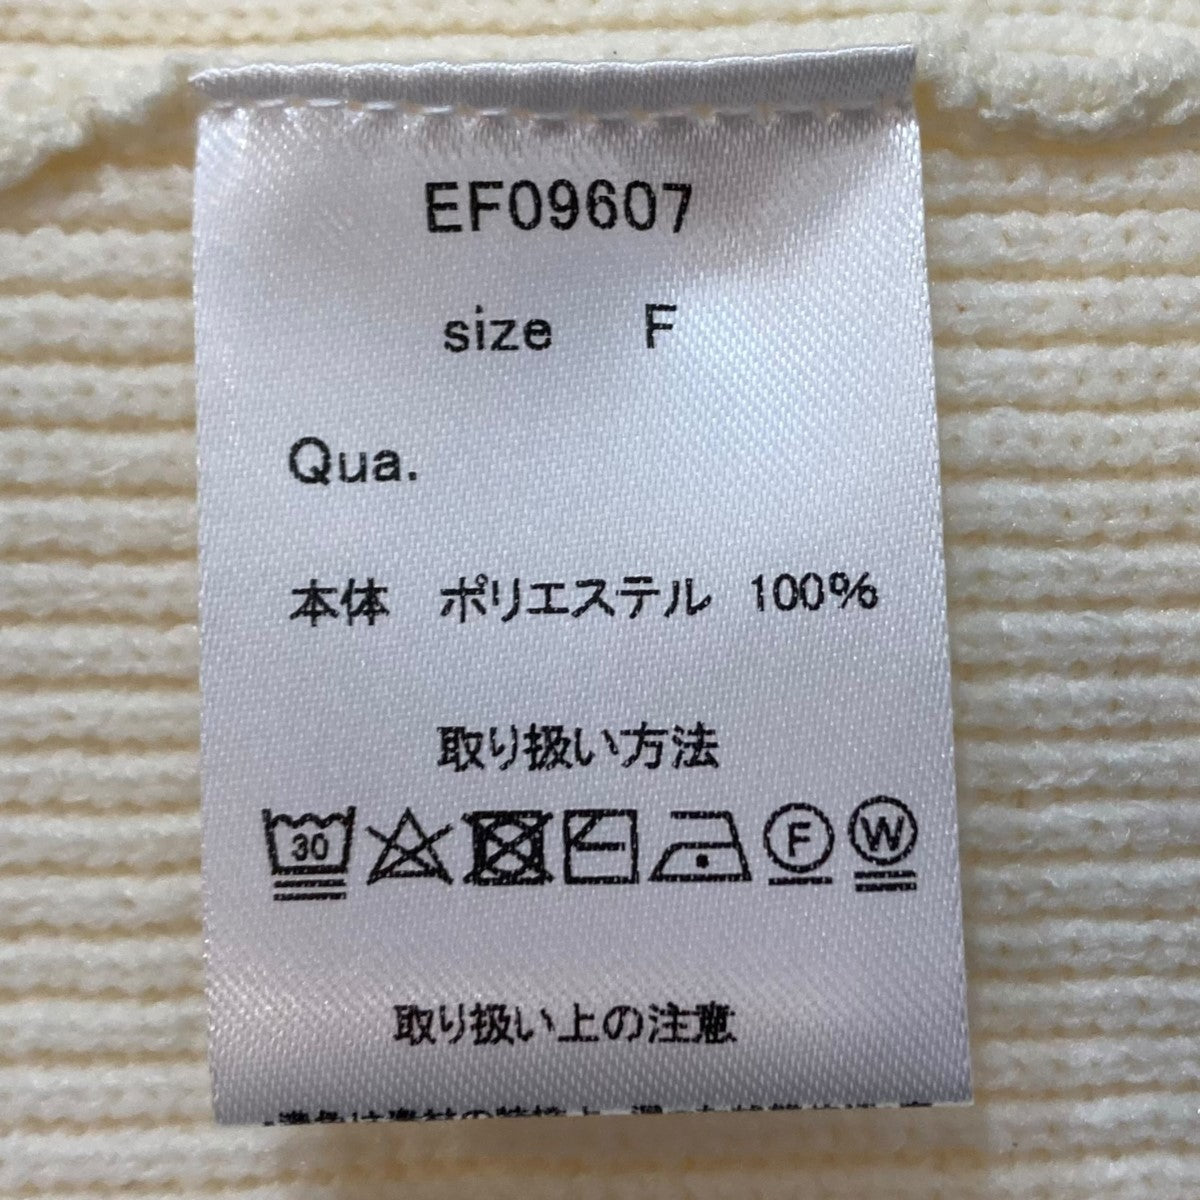 EF09607
size F
Qua.
本体 ポリエステル 100%
取り扱い方法
30 F W
取り扱い上の注意